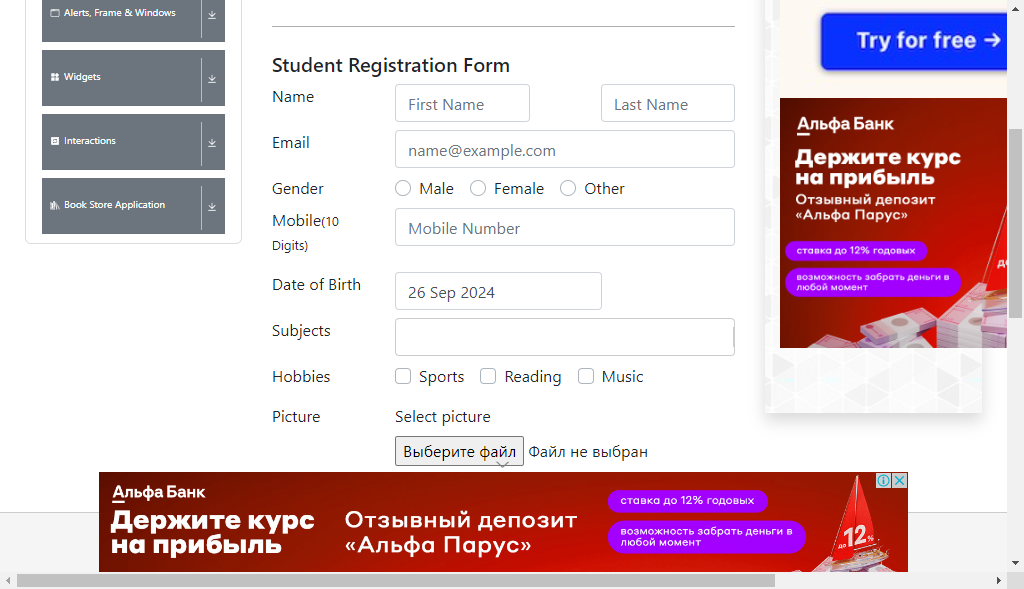 Alerts, Frame & Windows
Widgets
Interactions
Book Store Application
Student Registration Form
Name
First Name
Last Name
Email
name@example.com
Gender
Male
Female
Other
Mobile(10
Digits)
Mobile Number
Date of Birth
26 Sep 2024
Subjects
Hobbies
Sports
Reading
Music
Picture
Select picture
Выберите файл
Файл не выбран
Try for free →
Альфа Банк
Держите курс
на прибыль
Отзывный депозит
«Альфа Парус»
ставка до 12% годовых
возможность забрать деньги в
любой момент
до
Альфа Банк
Держите курс
на прибыль
Отзывный депозит
«Альфа Парус»
ставка до 12% годовых
возможность забрать деньги в
любой момент
до 12%